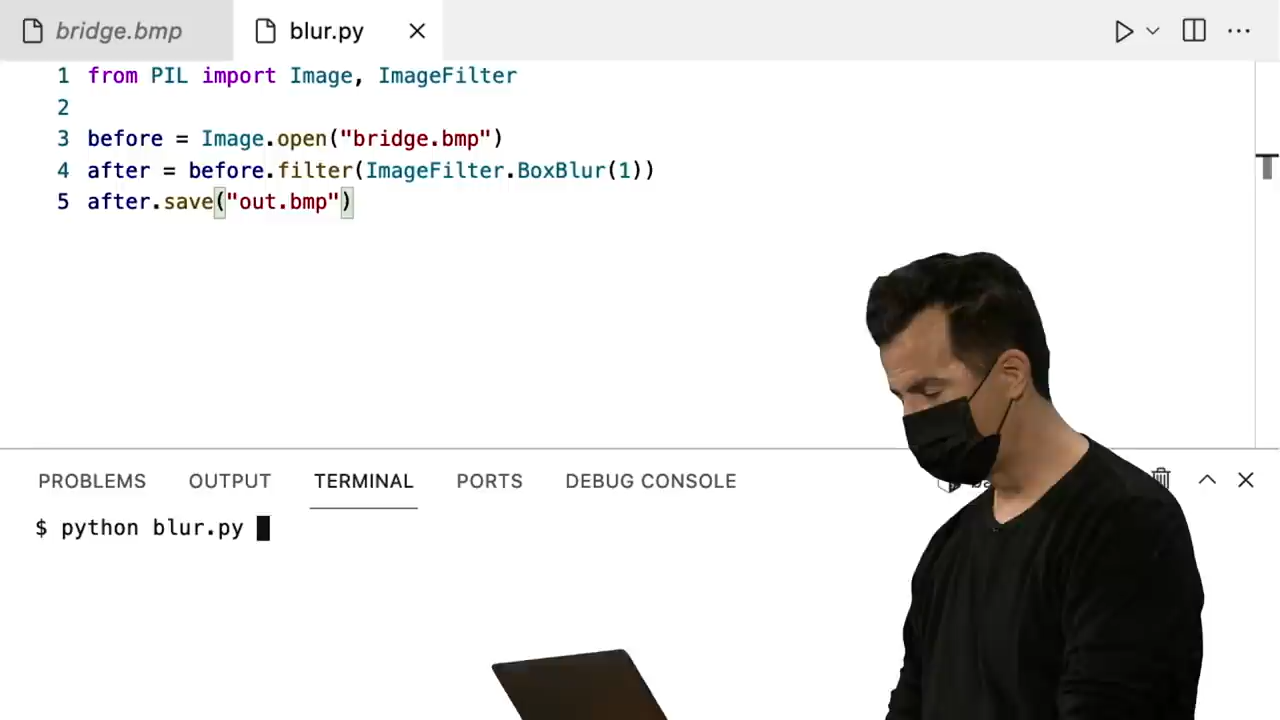 bridge.bmp
blur.py
1 from PIL import Image, ImageFilter
2
3 before = Image.open("bridge.bmp")
4 after = before.filter(ImageFilter.BoxBlur(1))
5 after.save("out.bmp")
PROBLEMS OUTPUT TERMINAL PORTS DEBUG CONSOLE
$ python blur.py